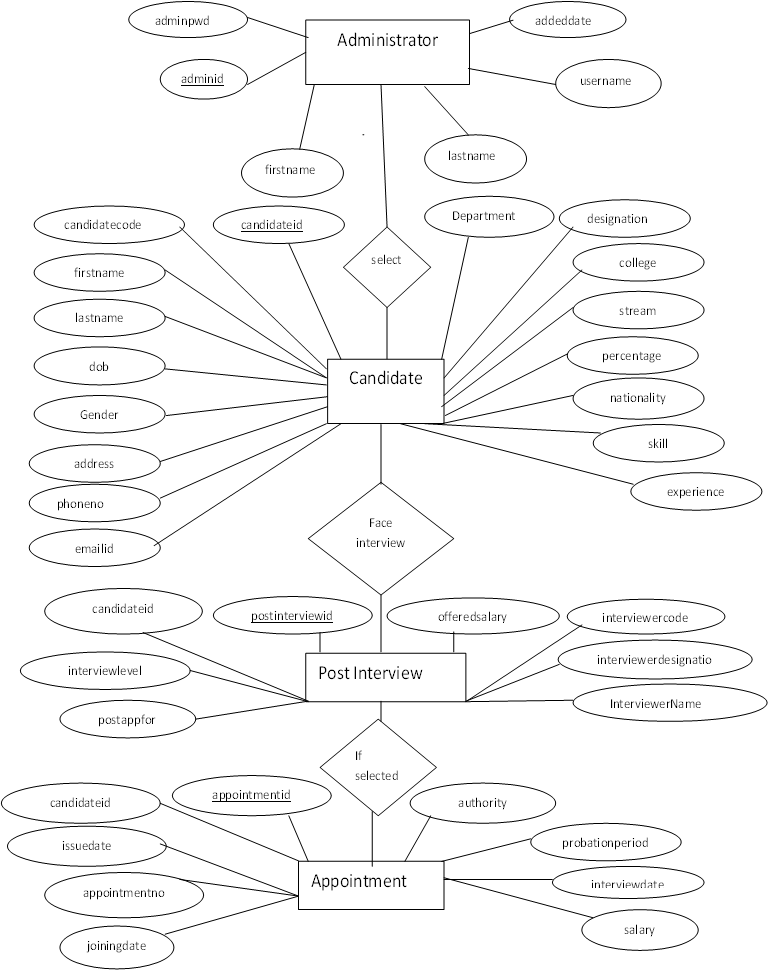 adminpwd
Administrator
addeddate
adminid
username
firstname
lastname
candidatecode
candidateid
Department
designation
select
firstname
college
lastname
stream
dob
Candidate
percentage
Gender
nationality
address
skill
phoneno
experience
Face
interview
emailid
candidateid
postinterviewid
offeredsalary
interviewercode
interviewlevel
Post Interview
interviewerdesignatio
postappfor
InterviewerName
If
selected
candidateid
appointmentid
authority
issuedate
probationperiod
appointmentno
Appointment
interviewdate
joiningdate
salary